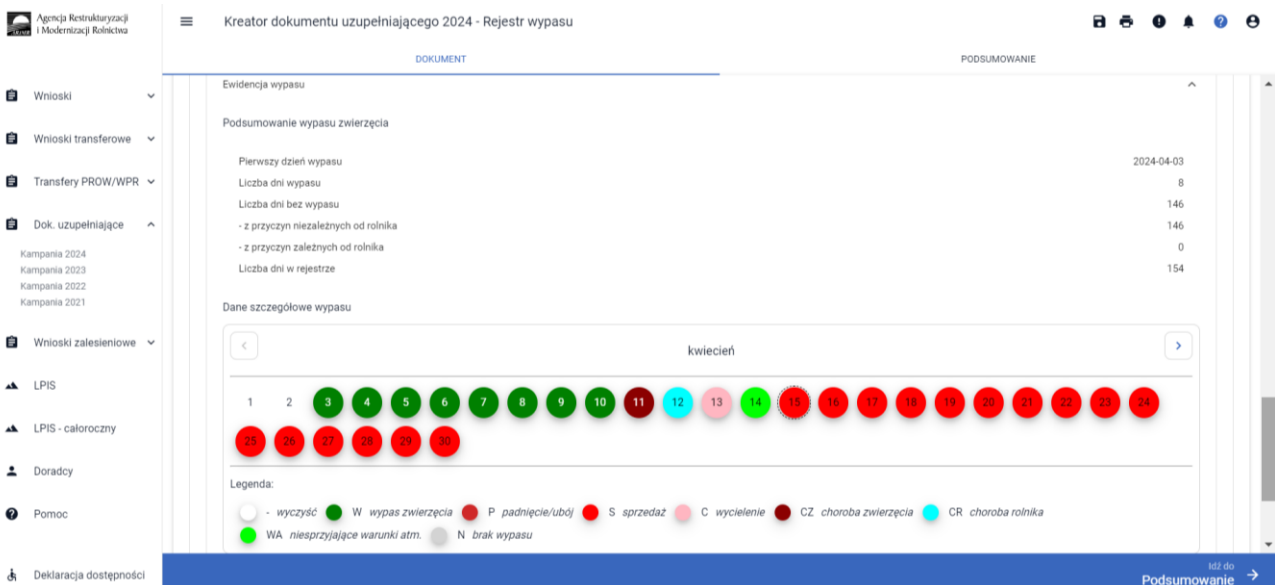 Agencja Restrukturyzacji
i Modernizacji Rolnictwa
Kreator dokumentu uzupełniającego 2024 - Rejestr wypasu
DOKUMENT
PODSUMOWANIE
Wnioski
Wnioski transferowe
Transfery PROW/WPR
Dok. uzupełniające
Kampania 2024
Kampania 2023
Kampania 2022
Kampania 2021
Wnioski zalesieniowe
LPIS
LPIS - całoroczny
Doradcy
Pomoc
Deklaracja dostępności
Ewidencja wypasu
Podsumowanie wypasu zwierzęcia
Pierwszy dzień wypasu 2024-04-03
Liczba dni wypasu 8
Liczba dni bez wypasu 146
- z przyczyn niezależnych od rolnika 146
- z przyczyn zależnych od rolnika 0
Liczba dni w rejestrze 154
Dane szczegółowe wypasu
kwiecień
1 2 3 4 5 6 7 8 9 10 11 12 13 14 15 16 17 18 19 20 21 22 23 24
25 26 27 28 29 30
Legenda:
- wyczyść W wypas zwierzęcia P padnięcie/ubój S sprzedaż C wycielenie CZ choroba zwierzęcia CR choroba rolnika
WA niesprzyjające warunki atm. N brak wypasu
Idź do
Podsumowanie